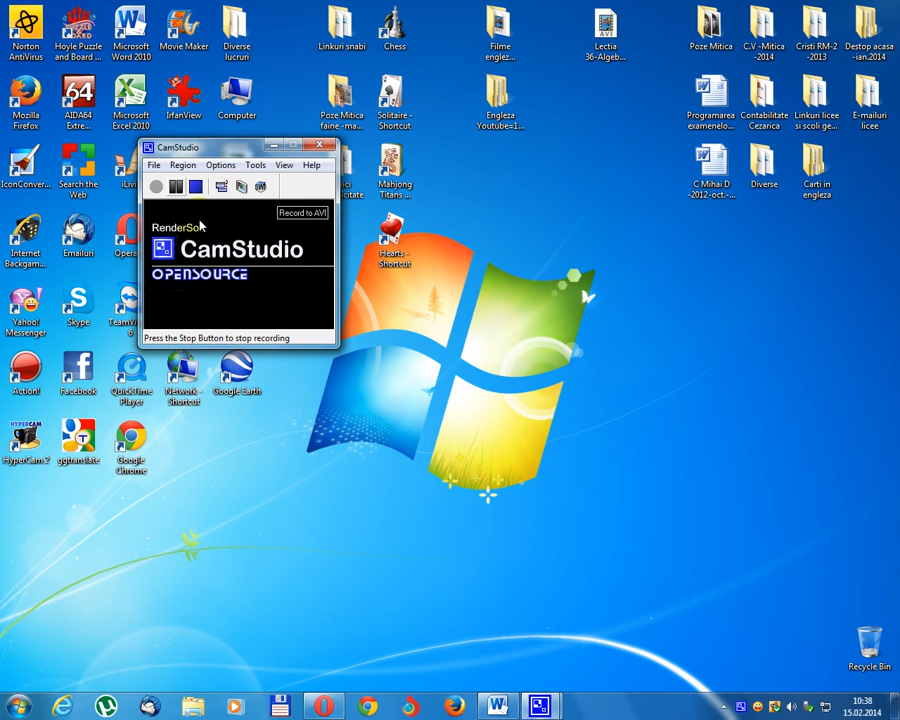 Norton
AntiVirus
Hoyle Puzzle
and Board ...
Microsoft
Word 2010
Movie Maker
Diverse
lucruri
Linkuri snabi
Chess
Filme
englez...
Lectia
36-Algeb...
Poze Mitica
C.V -Mitica
-2014
Cristi RM-2
-2013
Destop acasa
-ian.2014
Mozilla
Firefox
64
AIDA64
Extre...
Microsoft
Excel 2010
IrfanView
Computer
Poze Mitica
faine -ma...
Solitaire -
Shortcut
Engleza
Youtube=1...
Programarea
examenelo...
Contabilitate
Cezarica
Linkuri licee
si scoli ge...
E-mailuri
licee
IconConver...
Search the
Web
Mahjong
Titans ...
C Mihai D
-2012-oct.-...
Diverse
Carti in
engleza
CamStudio
File Region Options Tools View Help
Record to AVI
CamStudio
OPENSOURCE
Press the Stop Button to stop recording
Internet
Backgam...
Emailuri
Hearts -
Shortcut
Yahoo!
Messenger
Skype
Action!
Facebook
QuickTime
Player
Network -
Shortcut
Google Earth
HYPERCAM
HyperCam 2
ggtranslate
Google
Chrome
Recycle Bin
10:38
15.02.2014